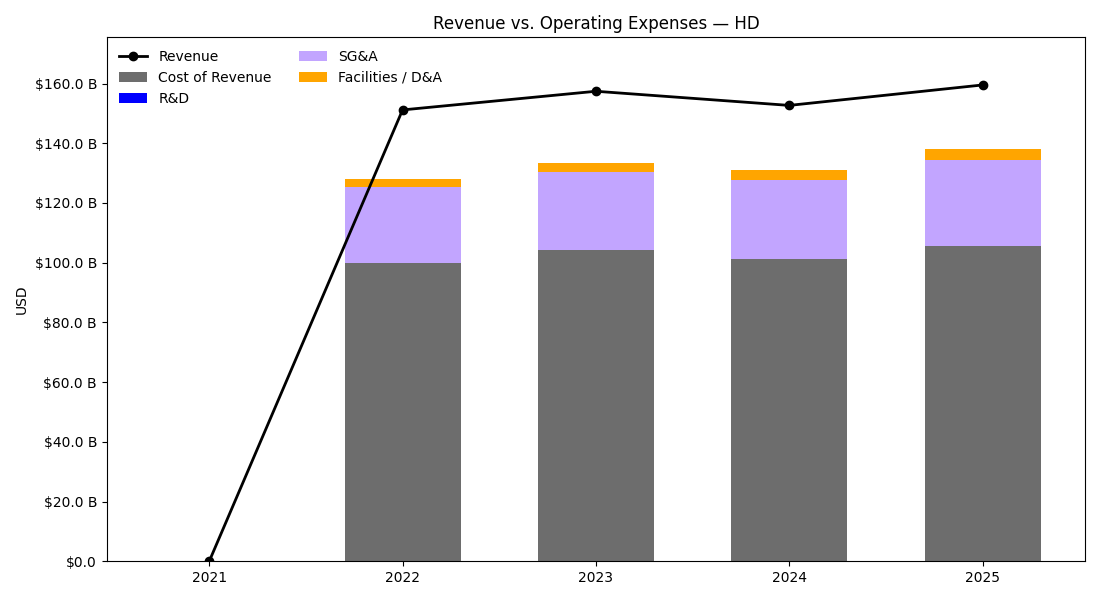 Revenue vs. Operating Expenses — HD
Revenue
Cost of Revenue
R&D
SG&A
Facilities / D&A
USD
$160.0 B
$140.0 B
$120.0 B
$100.0 B
$80.0 B
$60.0 B
$40.0 B
$20.0 B
$0.0
2021
2022
2023
2024
2025